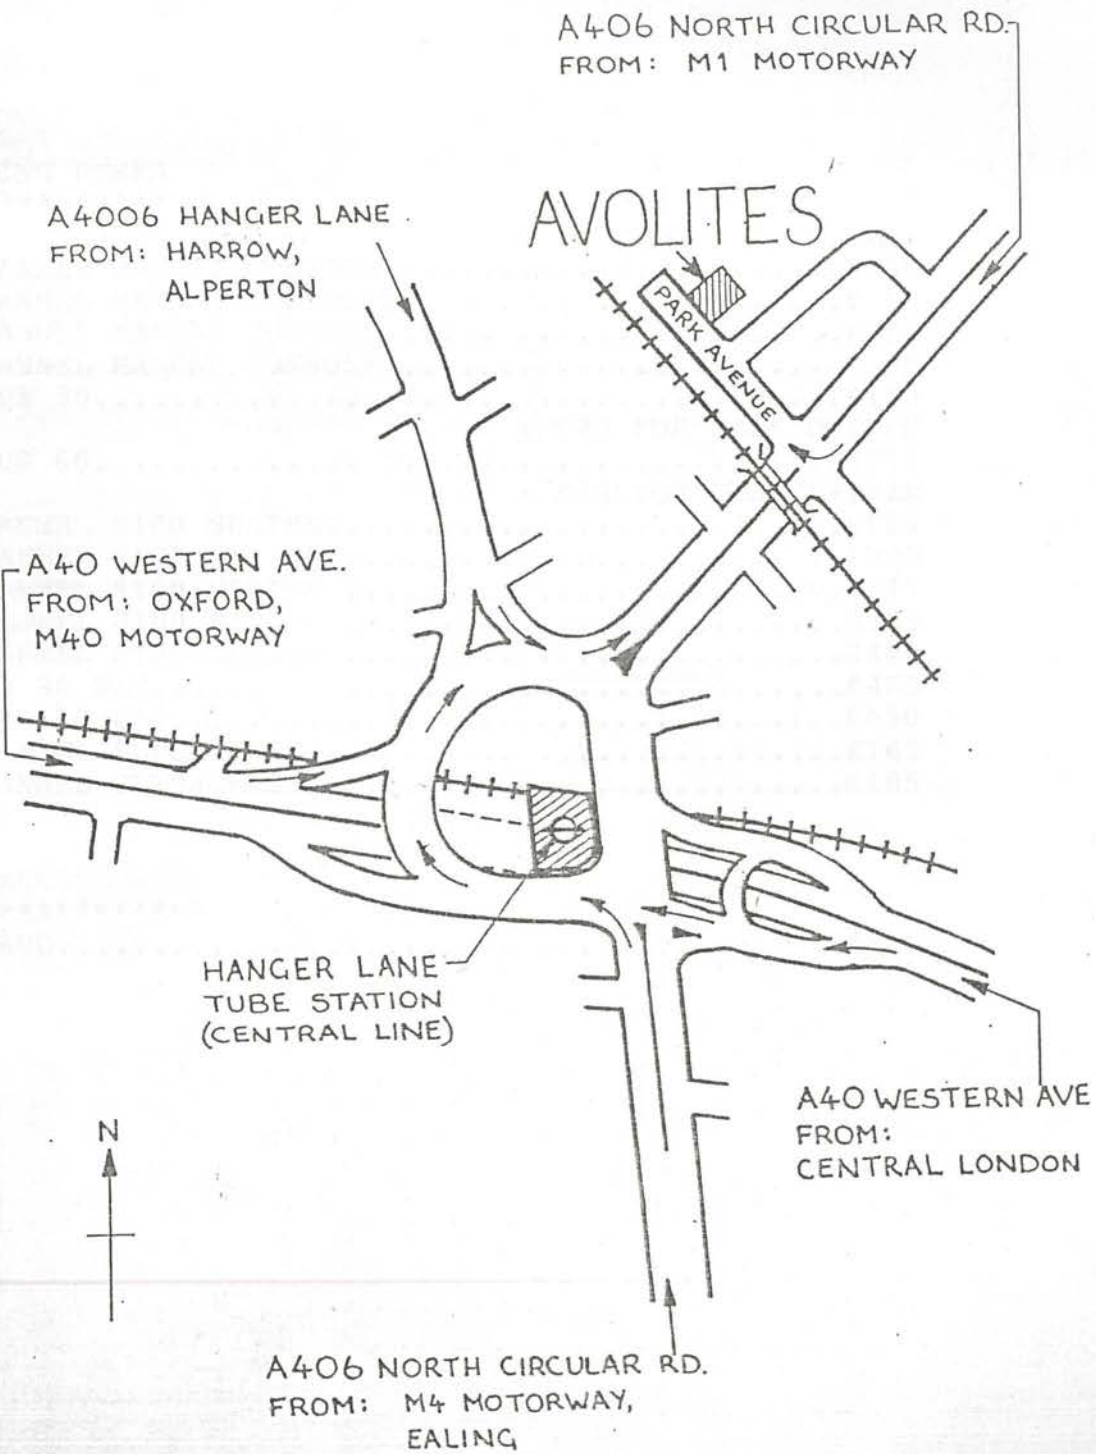 A406 NORTH CIRCULAR RD.
FROM: M1 MOTORWAY
AVOLITES
A4006 HANGER LANE
FROM: HARROW,
ALPERTON
PARK AVENUE
A40 WESTERN AVE.
FROM: OXFORD,
M40 MOTORWAY
HANGER LANE
TUBE STATION
(CENTRAL LINE)
A40 WESTERN AVE
FROM:
CENTRAL LONDON
N
A406 NORTH CIRCULAR RD.
FROM: M4 MOTORWAY,
EALING